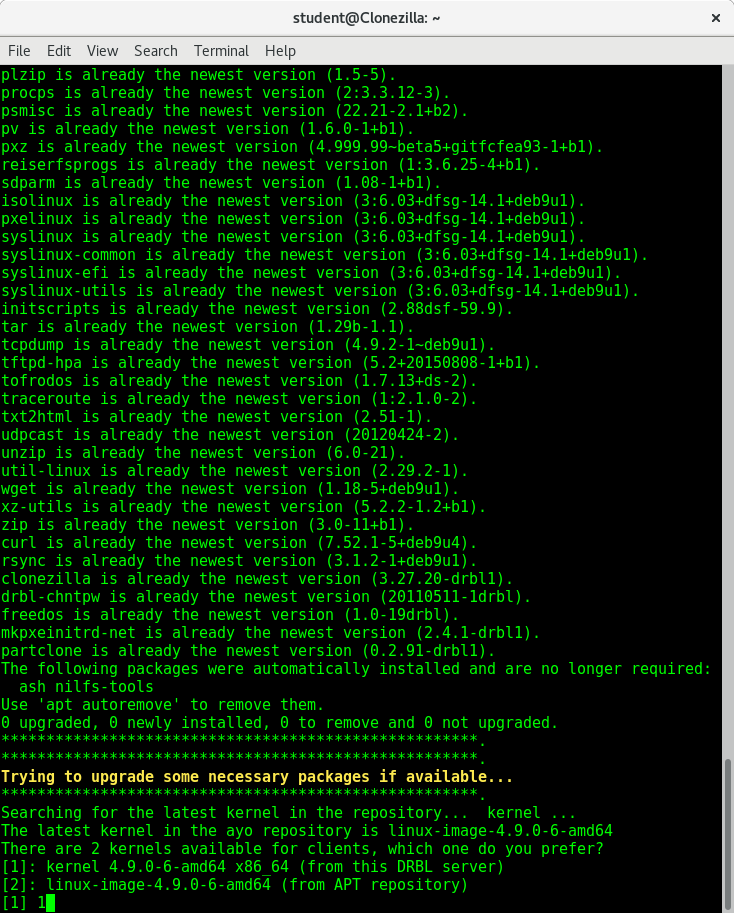 student@Clonezilla: ~
File Edit View Search Terminal Help
plzip is already the newest version (1.5-5).
procps is already the newest version (2:3.3.12-3).
psmisc is already the newest version (22.21-2.1+b2).
pv is already the newest version (1.6.0-1+b1).
pxz is already the newest version (4.999.99~beta5+gitfcfea93-1+b1).
reiserfsprogs is already the newest version (1:3.6.25-4+b1).
sdparm is already the newest version (1.08-1+b1).
isolinux is already the newest version (3:6.03+dfsg-14.1+deb9u1).
pxelinux is already the newest version (3:6.03+dfsg-14.1+deb9u1).
syslinux is already the newest version (3:6.03+dfsg-14.1+deb9u1).
syslinux-common is already the newest version (3:6.03+dfsg-14.1+deb9u1).
syslinux-efi is already the newest version (3:6.03+dfsg-14.1+deb9u1).
syslinux-utils is already the newest version (3:6.03+dfsg-14.1+deb9u1).
initscripts is already the newest version (2.88dsf-59.9).
tar is already the newest version (1.29b-1.1).
tcpdump is already the newest version (4.9.2-1~deb9u1).
tftpd-hpa is already the newest version (5.2+20150808-1+b1).
tofrodos is already the newest version (1.7.13+ds-2).
traceroute is already the newest version (1:2.1.0-2).
txt2html is already the newest version (2.51-1).
udpcast is already the newest version (20120424-2).
unzip is already the newest version (6.0-21).
util-linux is already the newest version (2.29.2-1).
wget is already the newest version (1.18-5+deb9u1).
xz-utils is already the newest version (5.2.2-1.2+b1).
zip is already the newest version (3.0-11+b1).
curl is already the newest version (7.52.1-5+deb9u4).
rsync is already the newest version (3.1.2-1+deb9u1).
clonezilla is already the newest version (3.27.20-drbl1).
drbl-chntpw is already the newest version (20110511-1drbl).
freedos is already the newest version (1.0-19drbl).
mkpxeinitrd-net is already the newest version (2.4.1-drbl1).
partclone is already the newest version (0.2.91-drbl1).
The following packages were automatically installed and are no longer required:
  ash nilfs-tools
Use 'apt autoremove' to remove them.
0 upgraded, 0 newly installed, 0 to remove and 0 not upgraded.
*****************************************************.
*****************************************************.
Trying to upgrade some necessary packages if available...
*****************************************************.
Searching for the latest kernel in the repository...  kernel ...
The latest kernel in the ayo repository is linux-image-4.9.0-6-amd64
There are 2 kernels available for clients, which one do you prefer?
[1]: kernel 4.9.0-6-amd64 x86_64 (from this DRBL server)
[2]: linux-image-4.9.0-6-amd64 (from APT repository)
[1] 1